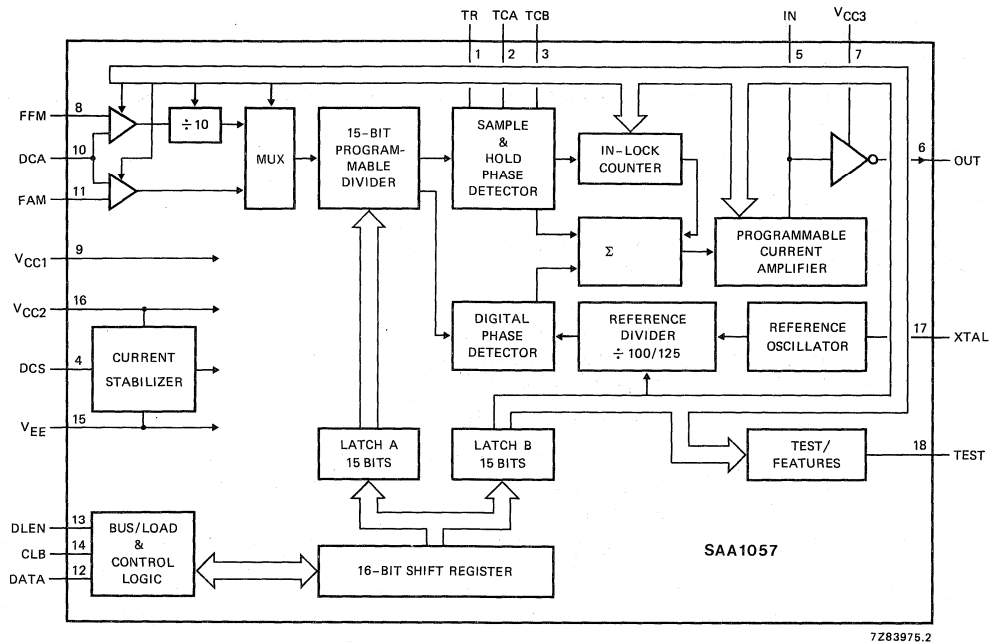 TR TCA TCB IN VCC3
1 2 3 5 7
FFM 8
÷ 10
DCA 10
FAM 11
MUX
15-BIT
PROGRAM-
MABLE
DIVIDER
SAMPLE
&
HOLD
PHASE
DETECTOR
IN-LOCK
COUNTER
6 OUT
Σ
PROGRAMMABLE
CURRENT
AMPLIFIER
VCC1 9
VCC2 16
DCS 4
CURRENT
STABILIZER
VEE 15
DIGITAL
PHASE
DETECTOR
REFERENCE
DIVIDER
÷ 100/125
REFERENCE
OSCILLATOR
17 XTAL
LATCH A
15 BITS
LATCH B
15 BITS
TEST/
FEATURES
18 TEST
DLEN 13
CLB 14
DATA 12
BUS/LOAD
&
CONTROL
LOGIC
16-BIT SHIFT REGISTER
SAA1057
7Z83975.2